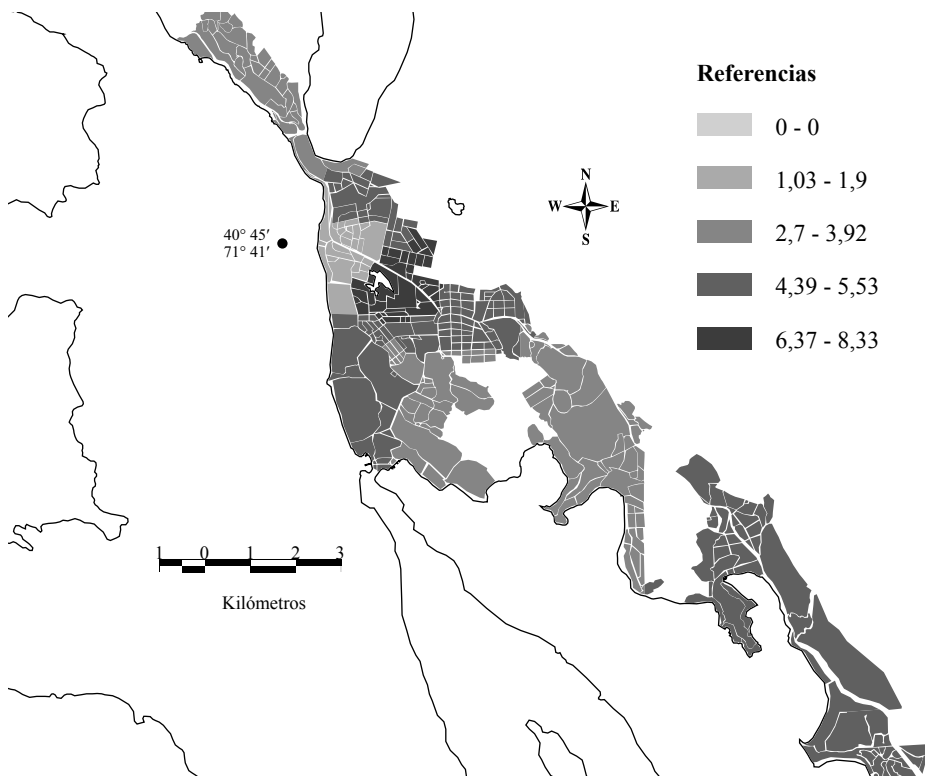 Referencias
0 - 0
1,03 - 1,9
2,7 - 3,92
4,39 - 5,53
6,37 - 8,33
N
W E
S
40° 45′
71° 41′
1 0 1 2 3
Kilómetros